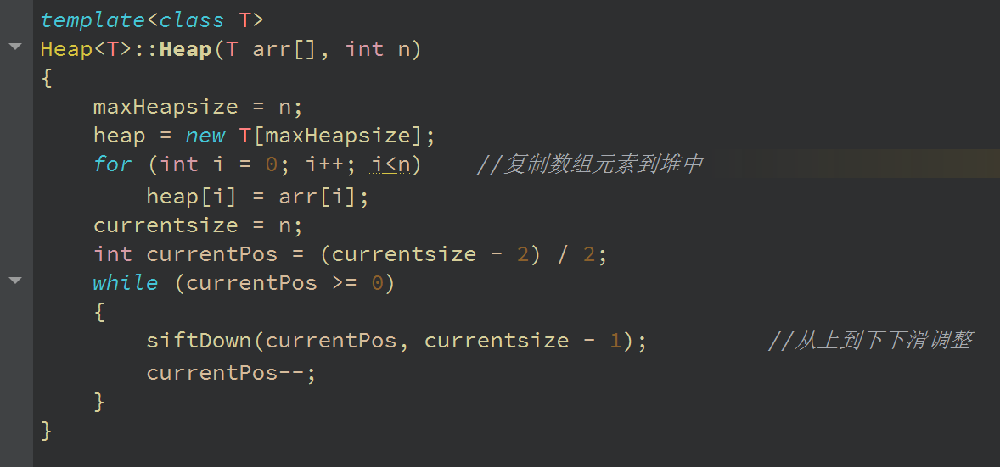 template<class T>
Heap<T>::Heap(T arr[], int n)
{
    maxHeapsize = n;
    heap = new T[maxHeapsize];
    for (int i = 0; i++; i<n)    //复制数组元素到堆中
        heap[i] = arr[i];
    currentsize = n;
    int currentPos = (currentsize - 2) / 2;
    while (currentPos >= 0)
    {
        siftDown(currentPos, currentsize - 1);         //从上到下下滑调整
        currentPos--;
    }
}